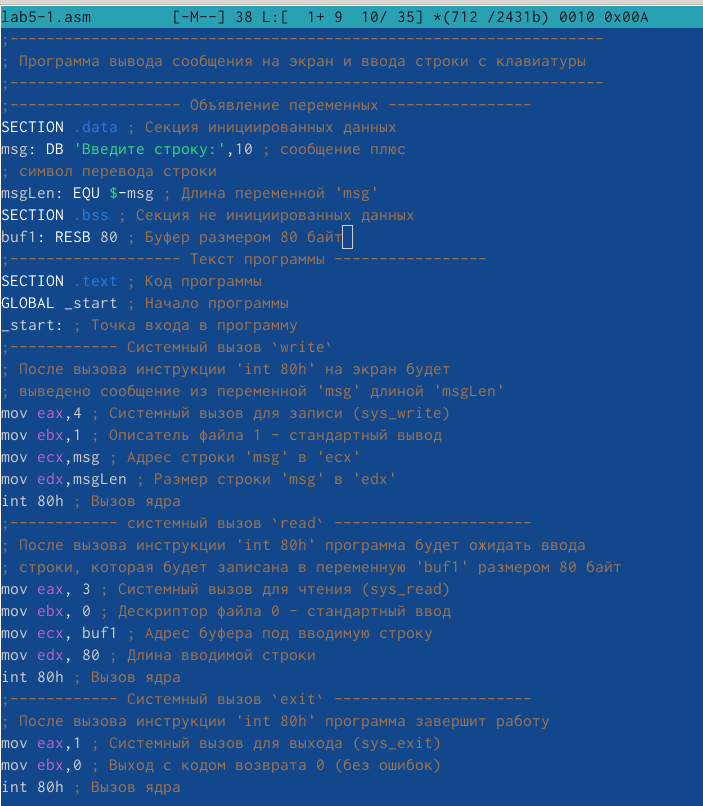 lab5-1.asm [-M--] 38 L:[ 1+ 9 10/ 35] *(712 /2431b) 0010 0x00A
;------------------------------------------------------------------
; Программа вывода сообщения на экран и ввода строки с клавиатуры
;------------------------------------------------------------------
;------------------- Объявление переменных ----------------
SECTION .data ; Секция инициированных данных
msg: DB 'Введите строку:',10 ; сообщение плюс
; символ перевода строки
msgLen: EQU $-msg ; Длина переменной 'msg'
SECTION .bss ; Секция не инициированных данных
buf1: RESB 80 ; Буфер размером 80 байт
;------------------- Текст программы -----------------
SECTION .text ; Код программы
GLOBAL _start ; Начало программы
_start: ; Точка входа в программу
;------------ Системный вызов `write`
; После вызова инструкции 'int 80h' на экран будет
; выведено сообщение из переменной 'msg' длиной 'msgLen'
mov eax,4 ; Системный вызов для записи (sys_write)
mov ebx,1 ; Описатель файла 1 - стандартный вывод
mov ecx,msg ; Адрес строки 'msg' в 'ecx'
mov edx,msgLen ; Размер строки 'msg' в 'edx'
int 80h ; Вызов ядра
;------------ системный вызов `read` ----------------------
; После вызова инструкции 'int 80h' программа будет ожидать ввода
; строки, которая будет записана в переменную 'buf1' размером 80 байт
mov eax, 3 ; Системный вызов для чтения (sys_read)
mov ebx, 0 ; Дескриптор файла 0 - стандартный ввод
mov ecx, buf1 ; Адрес буфера под вводимую строку
mov edx, 80 ; Длина вводимой строки
int 80h ; Вызов ядра
;------------ Системный вызов `exit` ----------------------
; После вызова инструкции 'int 80h' программа завершит работу
mov eax,1 ; Системный вызов для выхода (sys_exit)
mov ebx,0 ; Выход с кодом возврата 0 (без ошибок)
int 80h ; Вызов ядра